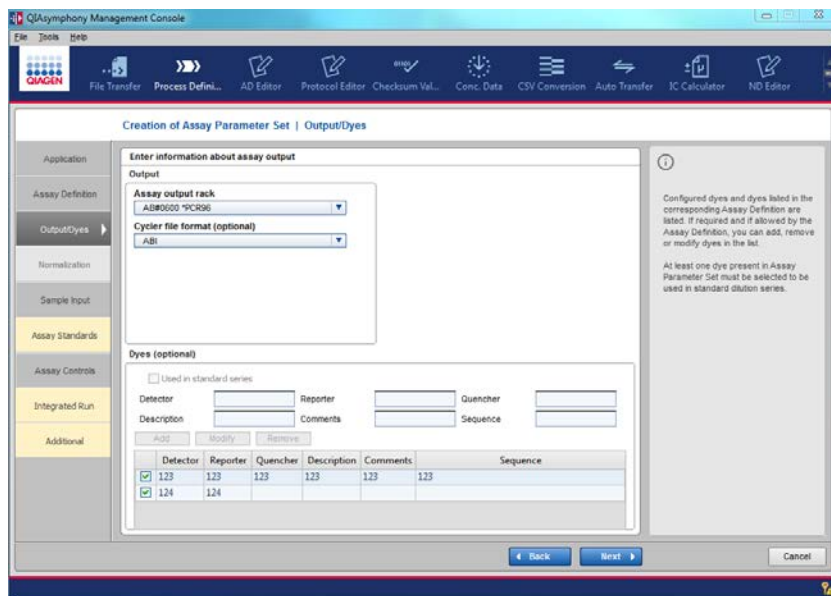 QIAsymphony Management Console
File Tools Help
QIAGEN
File Transfer Process Defini... AD Editor Protocol Editor Checksum Val... Conc. Data CSV Conversion Auto Transfer IC Calculator ND Editor
Creation of Assay Parameter Set | Output/Dyes
Application
Assay Definition
Output/Dyes
Normalization
Sample Input
Assay Standards
Assay Controls
Integrated Run
Additional
Enter information about assay output
Output
Assay output rack
AB#0600 *PCR96
Cycler file format (optional)
ABI
Dyes (optional)
Used in standard series
Detector Reporter Quencher
Description Comments Sequence
Add Modify Remove
Detector Reporter Quencher Description Comments Sequence
123 123 123 123 123 123
124 124
Configured dyes and dyes listed in the
corresponding Assay Definition are
listed. If required and if allowed by the
Assay Definition, you can add, remove
or modify dyes in the list.
At least one dye present in Assay
Parameter Set must be selected to be
used in standard dilution series.
Back Next Cancel